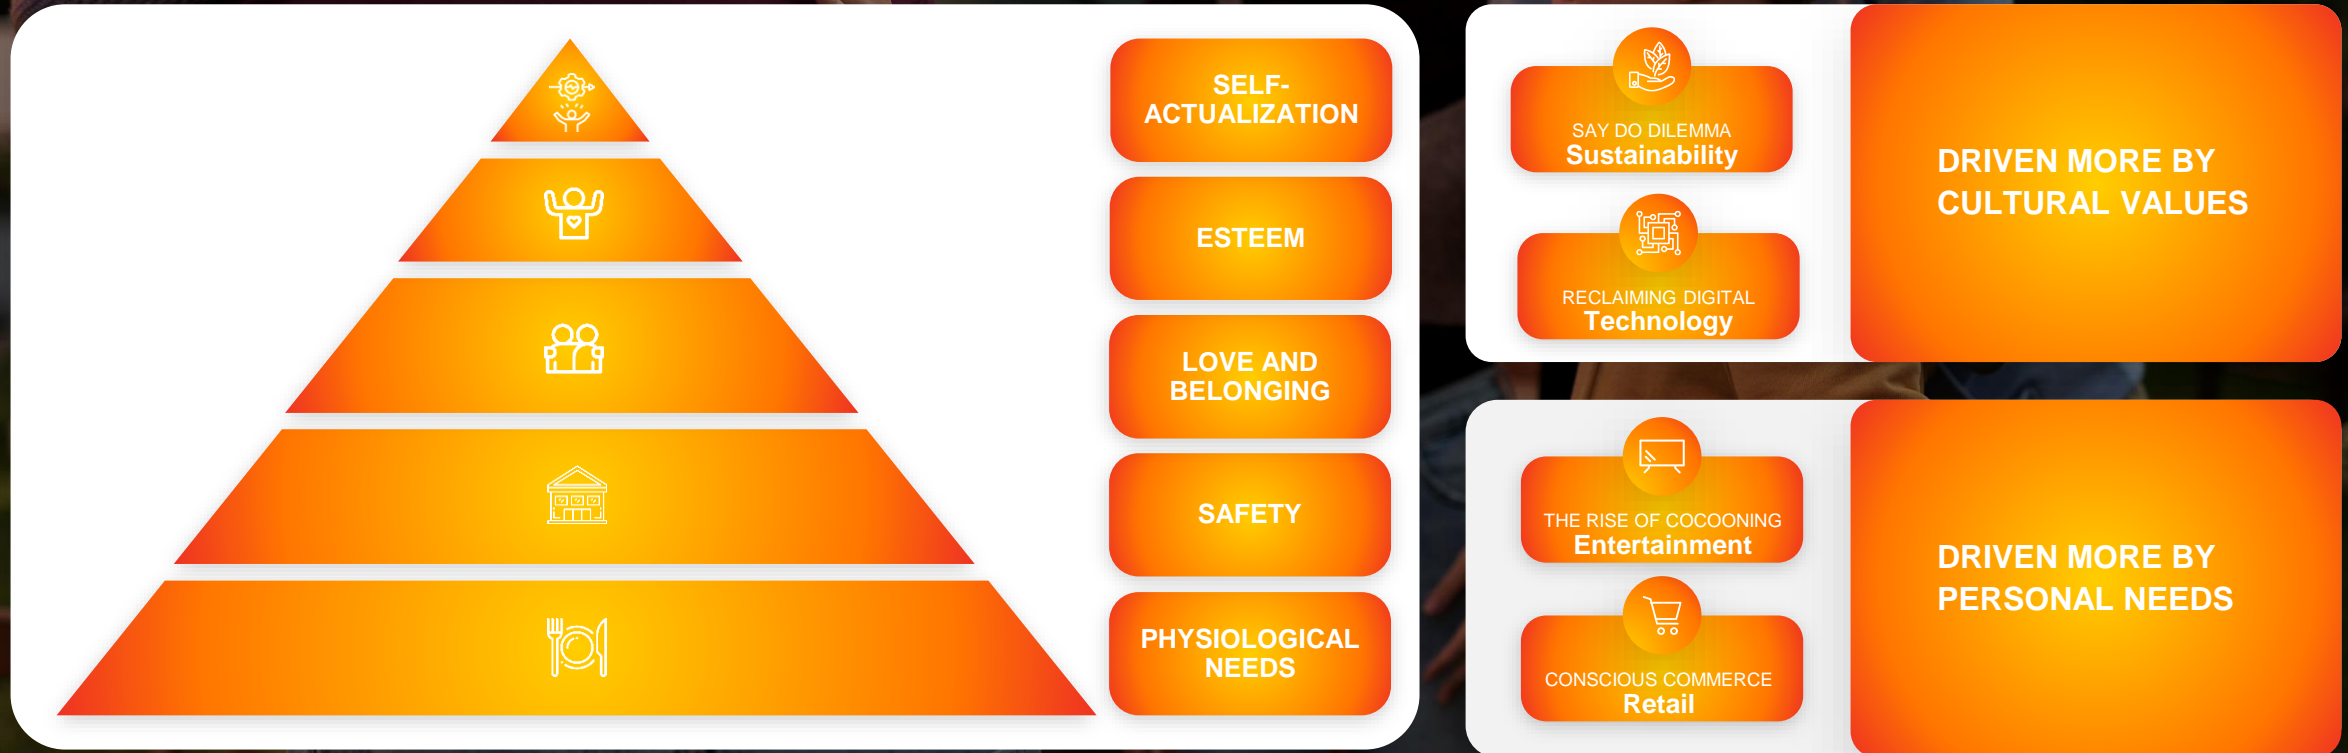 SELF-
ACTUALIZATION
ESTEEM
LOVE AND
BELONGING
SAFETY
PHYSIOLOGICAL
NEEDS
SAY DO DILEMMA
Sustainability
RECLAIMING DIGITAL
Technology
DRIVEN MORE BY
CULTURAL VALUES
THE RISE OF COCOONING
Entertainment
CONSCIOUS COMMERCE
Retail
DRIVEN MORE BY
PERSONAL NEEDS